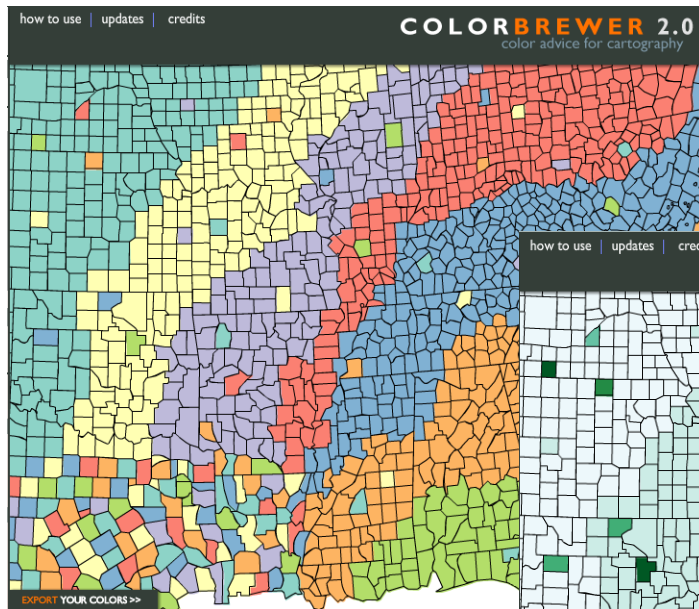 how to use | updates | credits
COLORBREWER 2.0
color advice for cartography
how to use | updates | cred
EXPORT YOUR COLORS >>